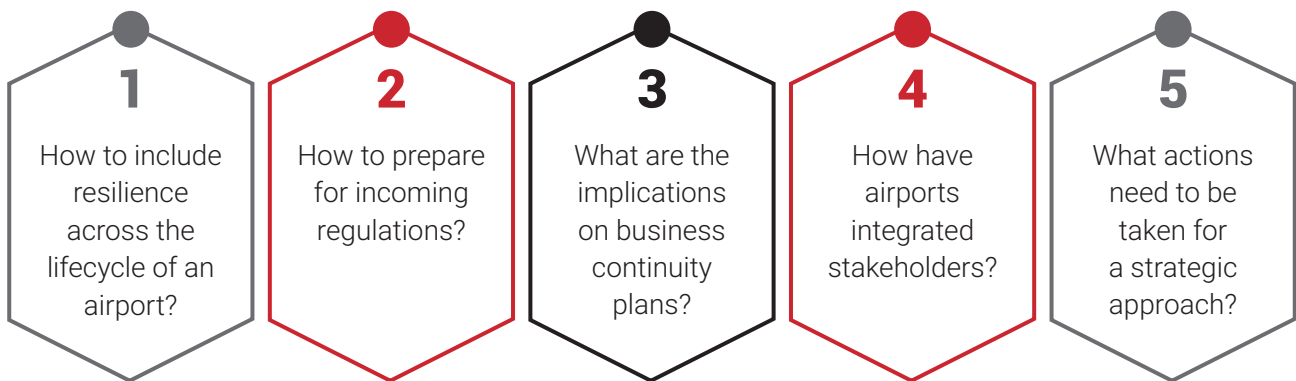 1
How to include
resilience
across the
lifecycle of an
airport?
2
How to prepare
for incoming
regulations?
3
What are the
implications
on business
continuity
plans?
4
How have
airports
integrated
stakeholders?
5
What actions
need to be
taken for
a strategic
approach?